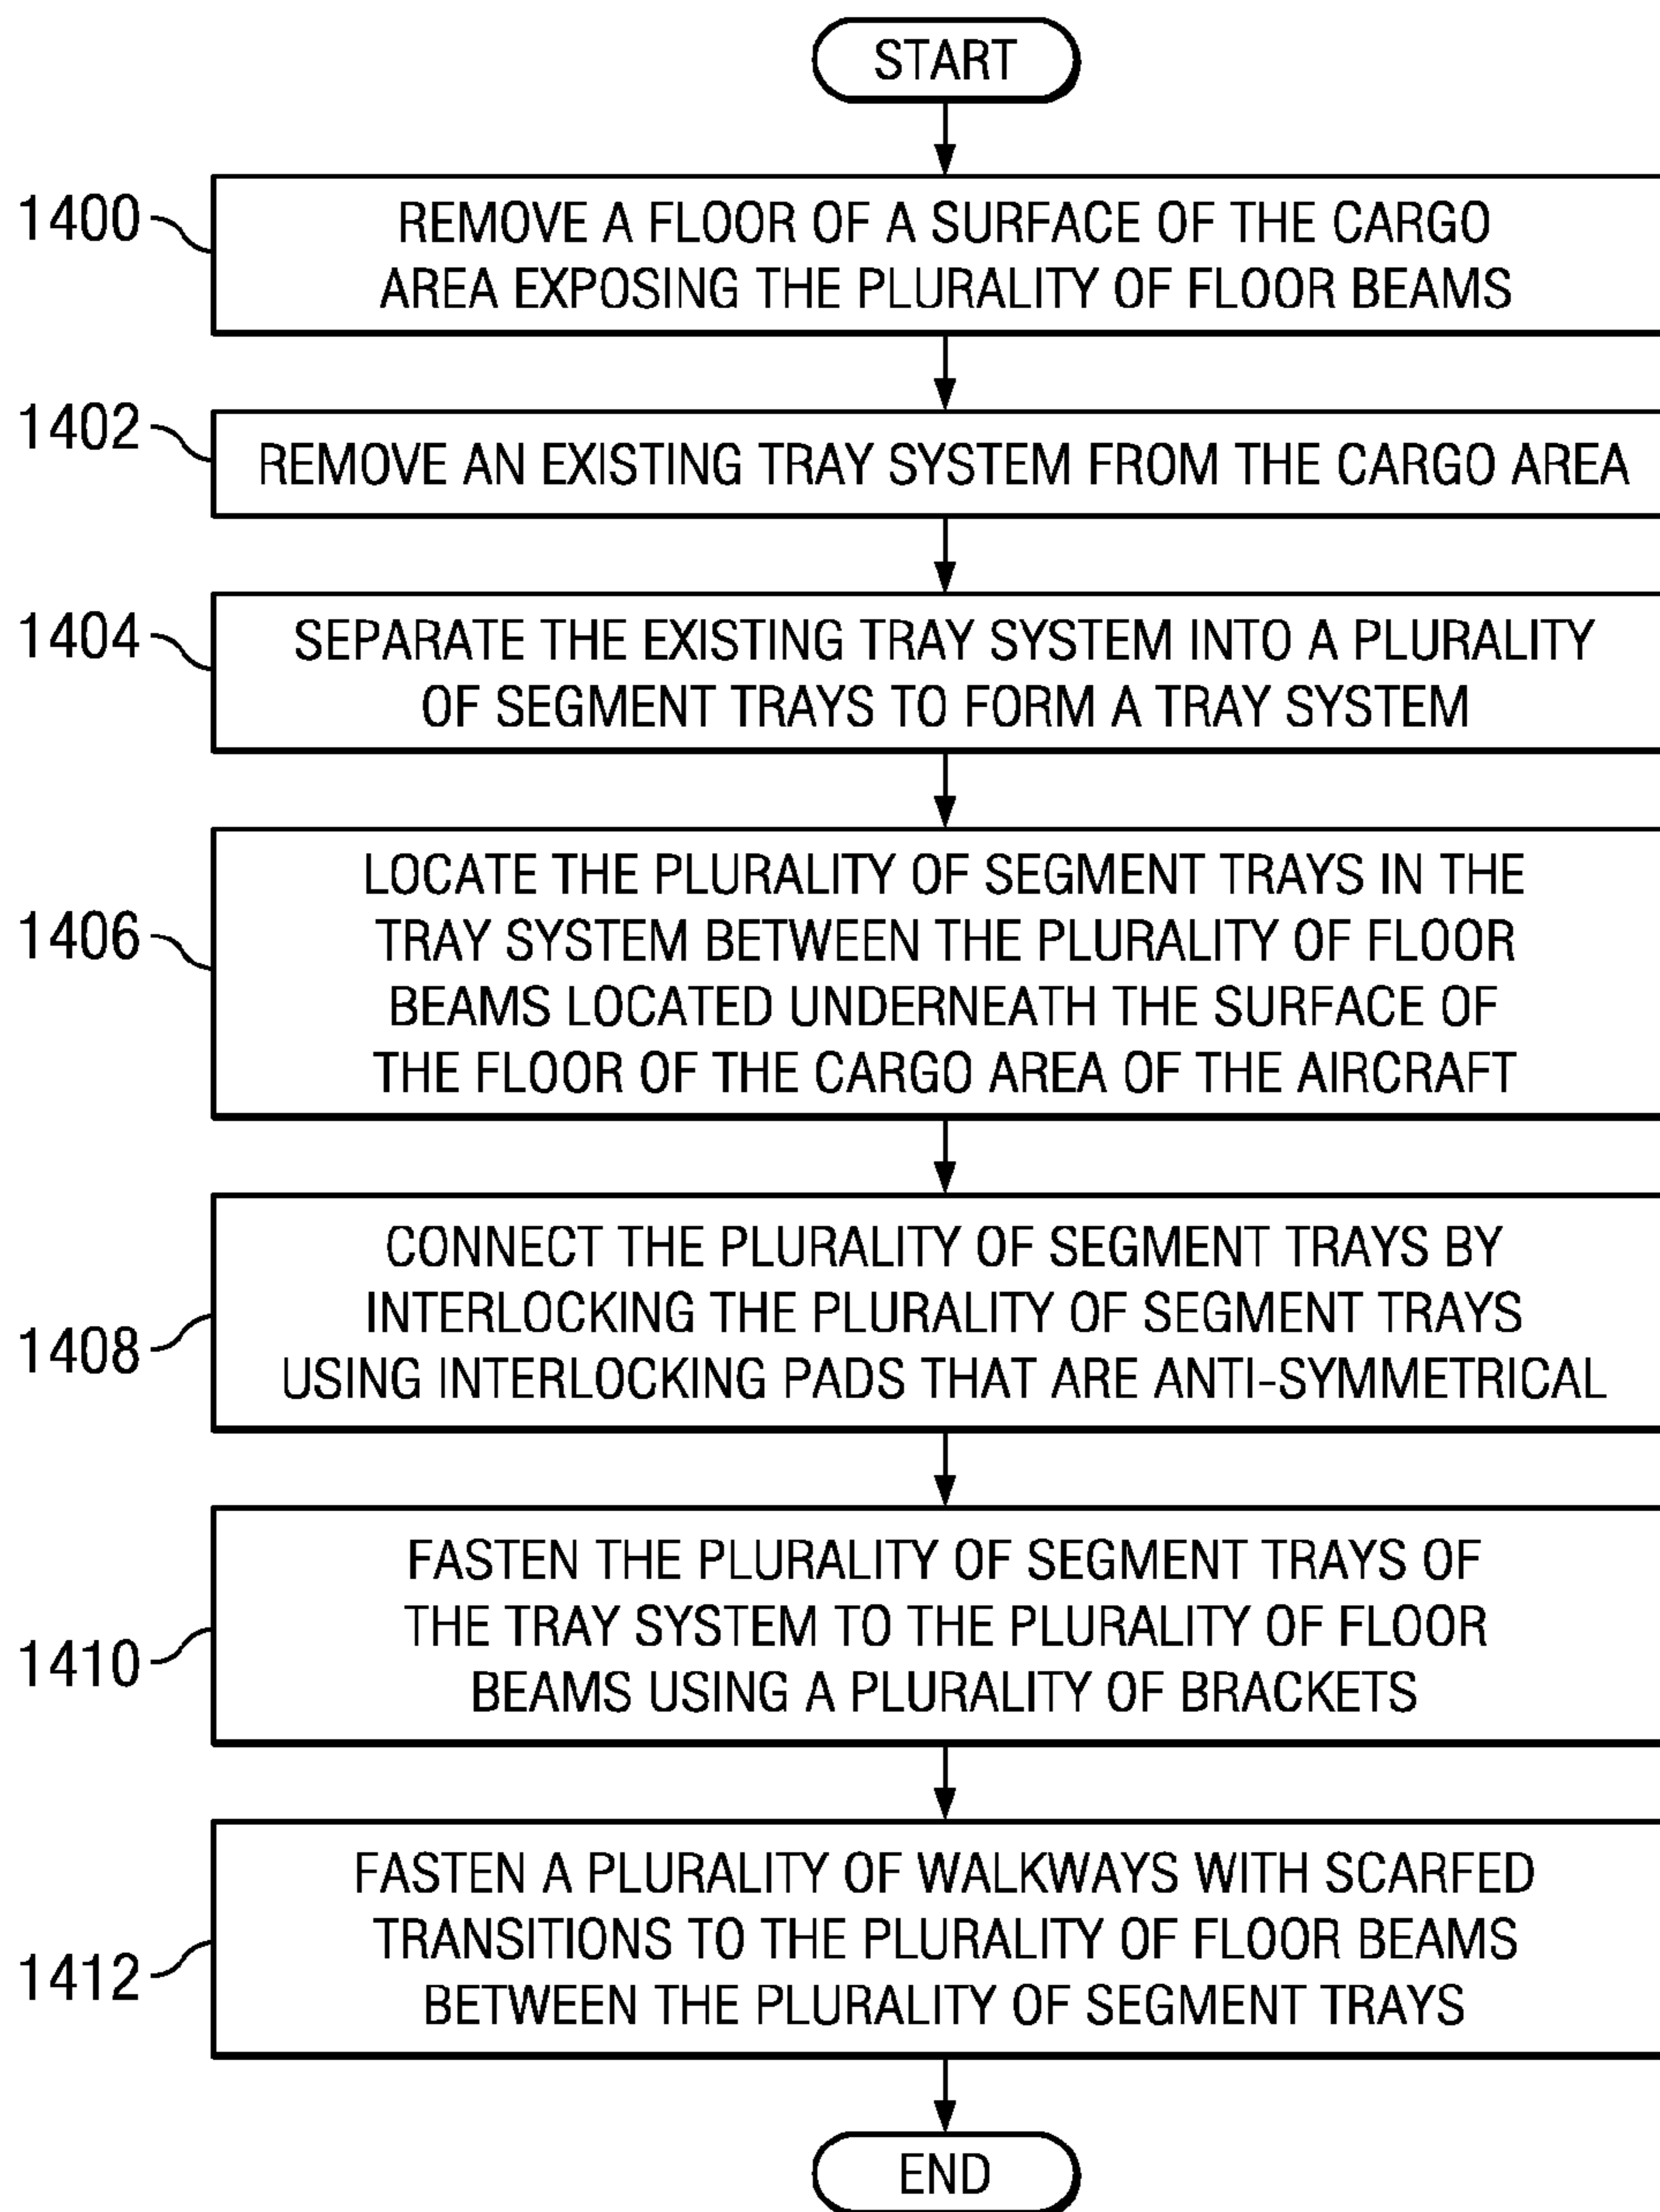 START
1400
REMOVE A FLOOR OF A SURFACE OF THE CARGO
AREA EXPOSING THE PLURALITY OF FLOOR BEAMS
1402
REMOVE AN EXISTING TRAY SYSTEM FROM THE CARGO AREA
1404
SEPARATE THE EXISTING TRAY SYSTEM INTO A PLURALITY
OF SEGMENT TRAYS TO FORM A TRAY SYSTEM
1406
LOCATE THE PLURALITY OF SEGMENT TRAYS IN THE
TRAY SYSTEM BETWEEN THE PLURALITY OF FLOOR
BEAMS LOCATED UNDERNEATH THE SURFACE OF
THE FLOOR OF THE CARGO AREA OF THE AIRCRAFT
1408
CONNECT THE PLURALITY OF SEGMENT TRAYS BY
INTERLOCKING THE PLURALITY OF SEGMENT TRAYS
USING INTERLOCKING PADS THAT ARE ANTI-SYMMETRICAL
1410
FASTEN THE PLURALITY OF SEGMENT TRAYS OF
THE TRAY SYSTEM TO THE PLURALITY OF FLOOR
BEAMS USING A PLURALITY OF BRACKETS
1412
FASTEN A PLURALITY OF WALKWAYS WITH SCARFED
TRANSITIONS TO THE PLURALITY OF FLOOR BEAMS
BETWEEN THE PLURALITY OF SEGMENT TRAYS
END